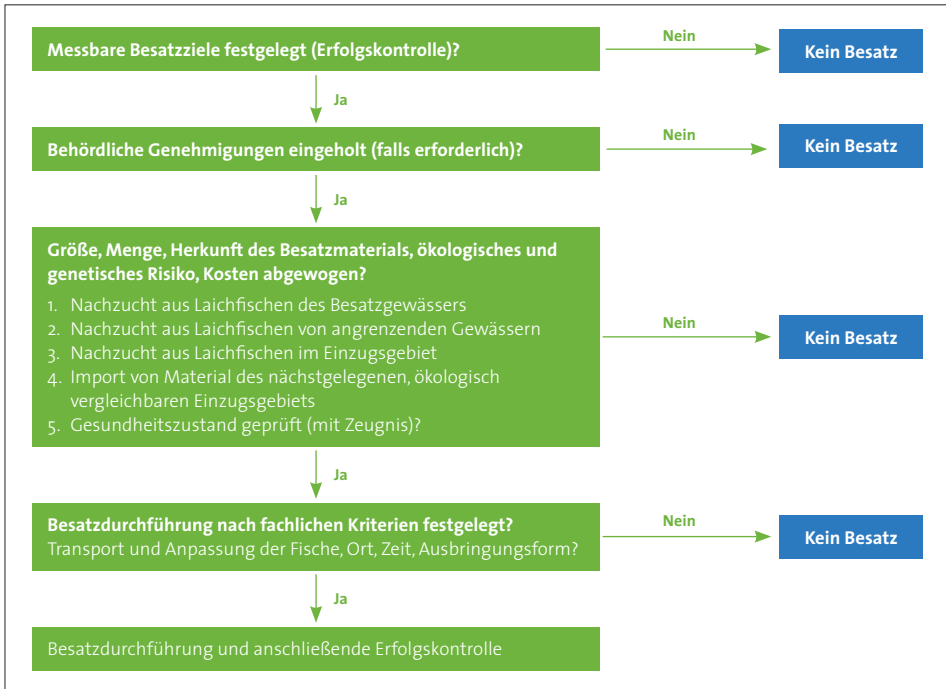 Messbare Besatzziele festgelegt (Erfolgskontrolle)?
Nein
Kein Besatz
Ja
Behördliche Genehmigungen eingeholt (falls erforderlich)?
Nein
Kein Besatz
Ja
Größe, Menge, Herkunft des Besatzmaterials, ökologisches und
genetisches Risiko, Kosten abgewogen?
1. Nachzucht aus Laichfischen des Besatzgewässers
2. Nachzucht aus Laichfischen von angrenzenden Gewässern
3. Nachzucht aus Laichfischen im Einzugsgebiet
4. Import von Material des nächstgelegenen, ökologisch
vergleichbaren Einzugsgebiets
5. Gesundheitszustand geprüft (mit Zeugnis)?
Nein
Kein Besatz
Ja
Besatzdurchführung nach fachlichen Kriterien festgelegt?
Transport und Anpassung der Fische, Ort, Zeit, Ausbringungsform?
Nein
Kein Besatz
Ja
Besatzdurchführung und anschließende Erfolgskontrolle